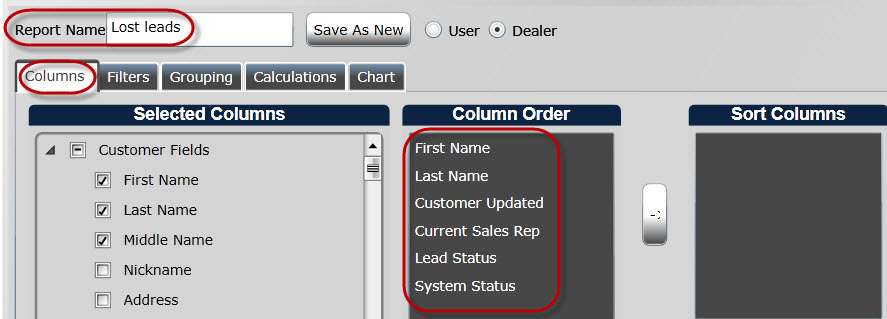 Report Name Lost leads Save As New User Dealer
Columns Filters Grouping Calculations Chart
Selected Columns Column Order Sort Columns
Customer Fields
First Name
Last Name
Middle Name
Nickname
Address
First Name
Last Name
Customer Updated
Current Sales Rep
Lead Status
System Status